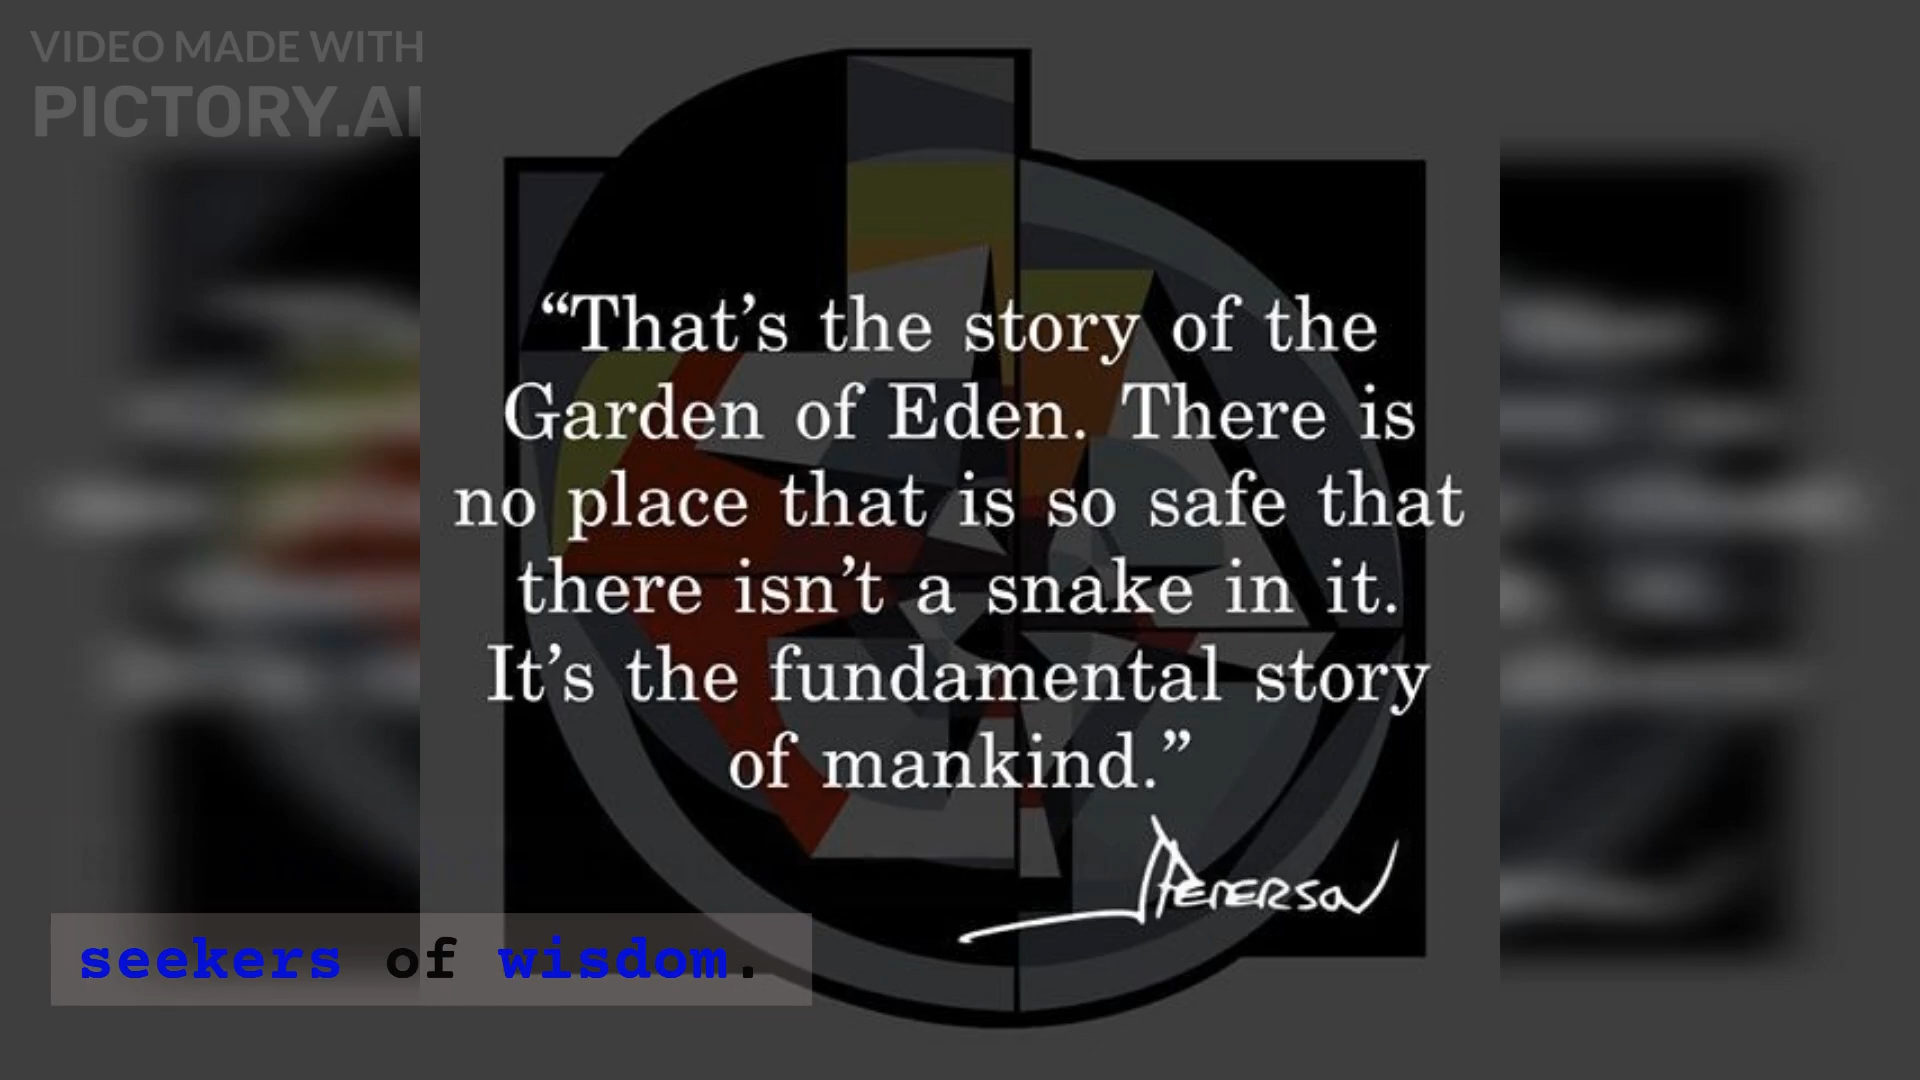 VIDEO MADE WITH
PICTORY.AI
“That’s the story of the
Garden of Eden. There is
no place that is so safe that
there isn’t a snake in it.
It’s the fundamental story
of mankind.”
JPETERSON
seekers of wisdom.